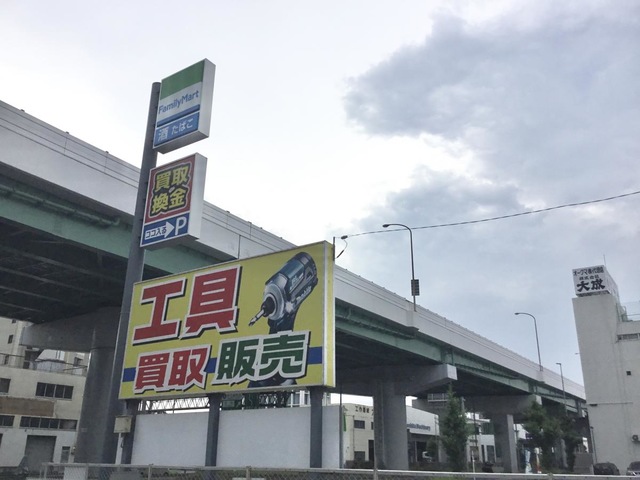 FamilyMart
酒 たばこ
買取
換金
ココ入る P
工具
買取 販売
大成